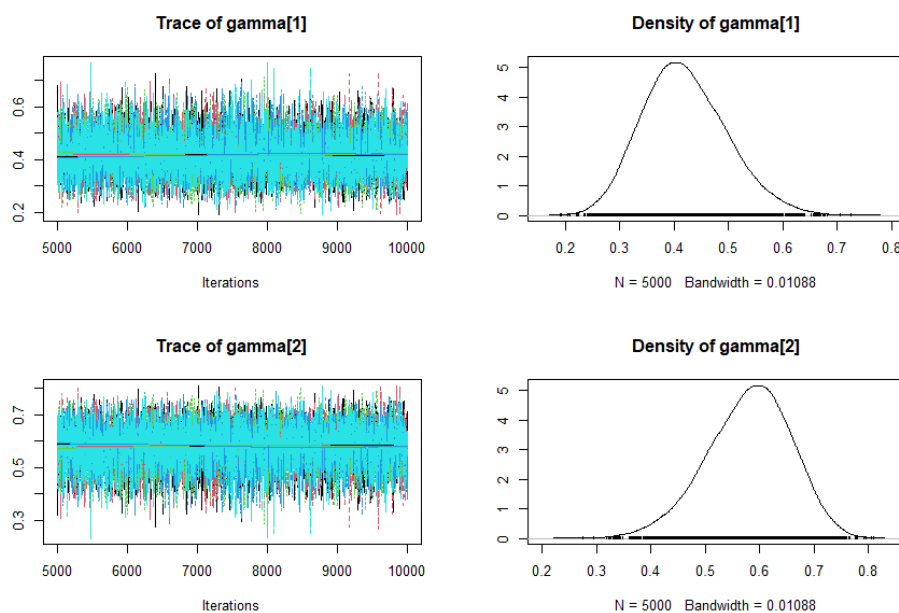 Trace of gamma[1]
0.2 0.4 0.6
5000 6000 7000 8000 9000 10000
Iterations
Density of gamma[1]
0 1 2 3 4 5
0.2 0.3 0.4 0.5 0.6 0.7 0.8
N = 5000 Bandwidth = 0.01088
Trace of gamma[2]
0.3 0.5 0.7
5000 6000 7000 8000 9000 10000
Iterations
Density of gamma[2]
0 1 2 3 4 5
0.2 0.3 0.4 0.5 0.6 0.7 0.8
N = 5000 Bandwidth = 0.01088